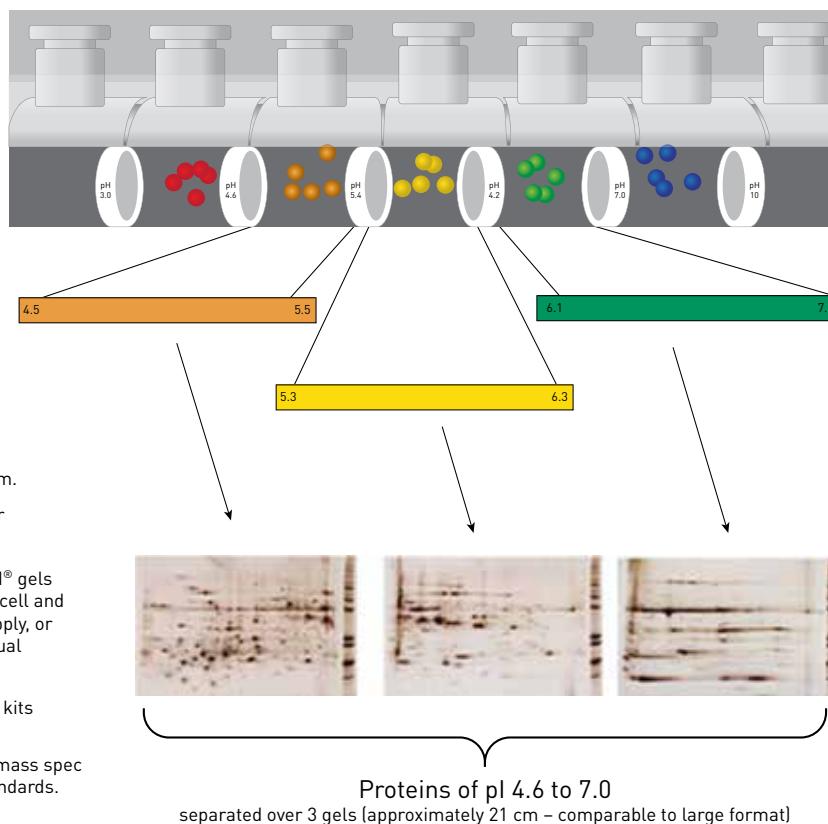 pH
3.0
pH
4.6
pH
5.4
pH
4.2
pH
7.0
pH
10
4.5 5.5
6.1 7.
5.3 6.3
m.
r
® gels
cell and
pply, or
ual
kits
mass spec
ndards.
Proteins of pI 4.6 to 7.0
separated over 3 gels (approximately 21 cm – comparable to large format)